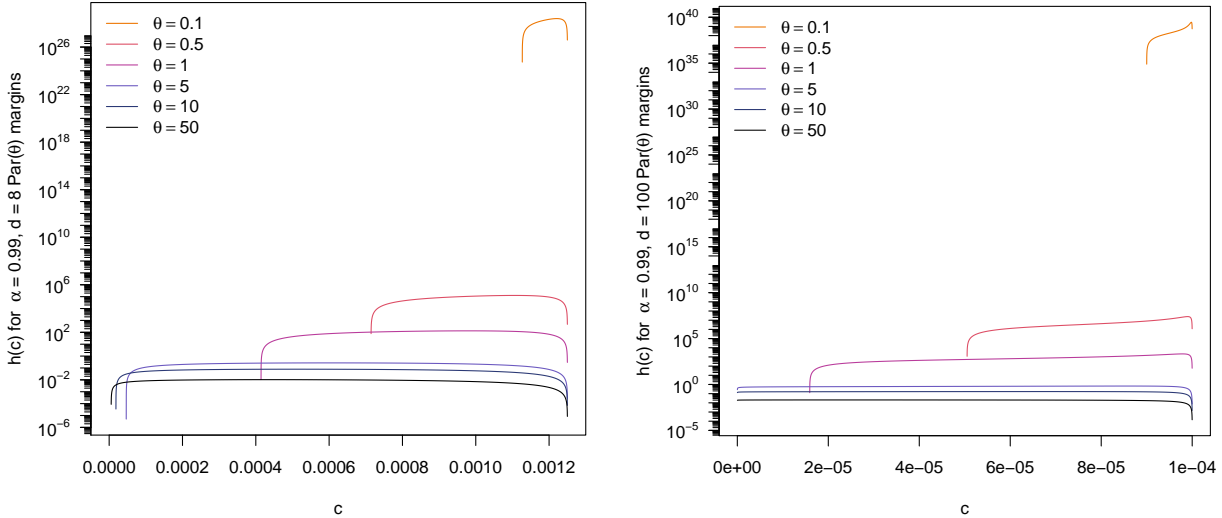 h(c) for α = 0.99, d = 8 Par(θ) margins
10^26
10^22
10^18
10^14
10^10
10^6
10^2
10^−2
10^−6
θ = 0.1
θ = 0.5
θ = 1
θ = 5
θ = 10
θ = 50
0.0000 0.0002 0.0004 0.0006 0.0008 0.0010 0.0012
c
h(c) for α = 0.99, d = 100 Par(θ) margins
10^40
10^35
10^30
10^25
10^20
10^15
10^10
10^5
10^0
10^−5
θ = 0.1
θ = 0.5
θ = 1
θ = 5
θ = 10
θ = 50
0e+00 2e−05 4e−05 6e−05 8e−05 1e−04
c